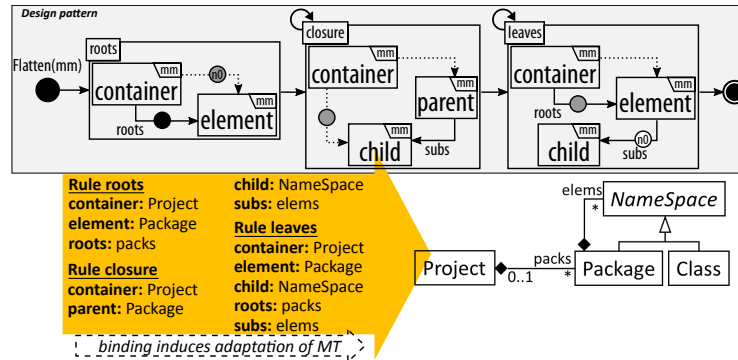 Design pattern
Flatten(mm)
roots
container
mm
n0
mm
element
roots
closure
container
mm
mm
parent
mm
child
subs
leaves
container
mm
mm
element
roots
mm
child
n0
subs
Rule roots
container: Project
element: Package
roots: packs
Rule closure
container: Project
parent: Package
child: NameSpace
subs: elems
Rule leaves
container: Project
element: Package
child: NameSpace
roots: packs
subs: elems
binding induces adaptation of MT
elems
*
NameSpace
Project
0..1
packs
*
Package
Class